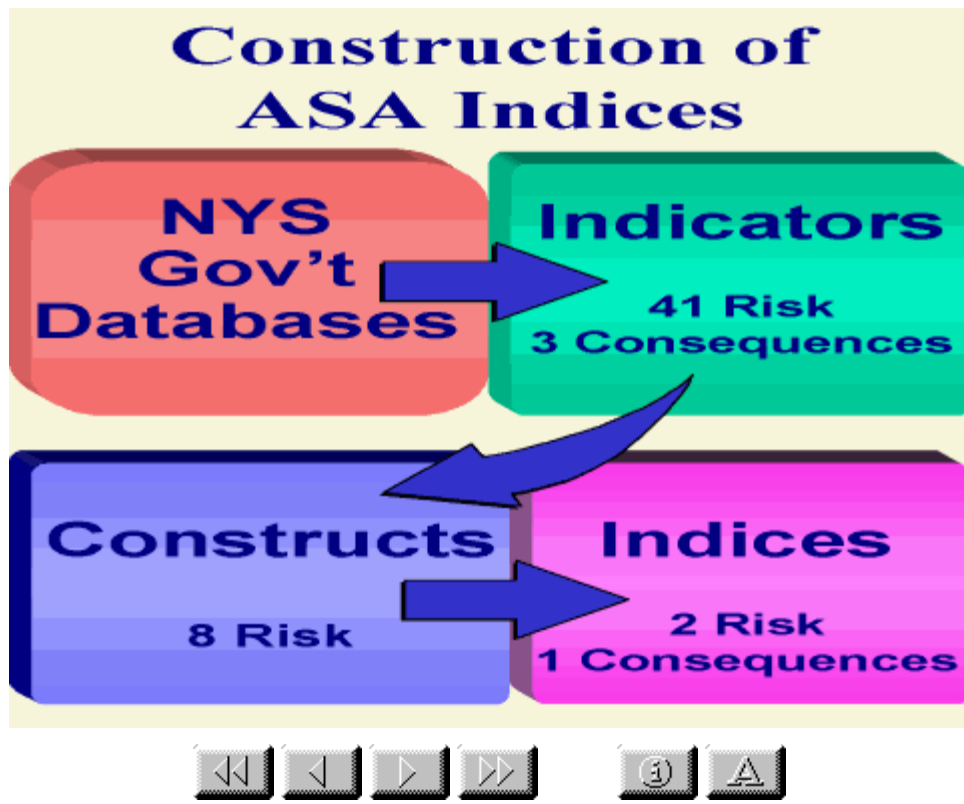 Construction of
ASA Indices
NYS
Gov't
Databases
Indicators
41 Risk
3 Consequences
Constructs
8 Risk
Indices
2 Risk
1 Consequences